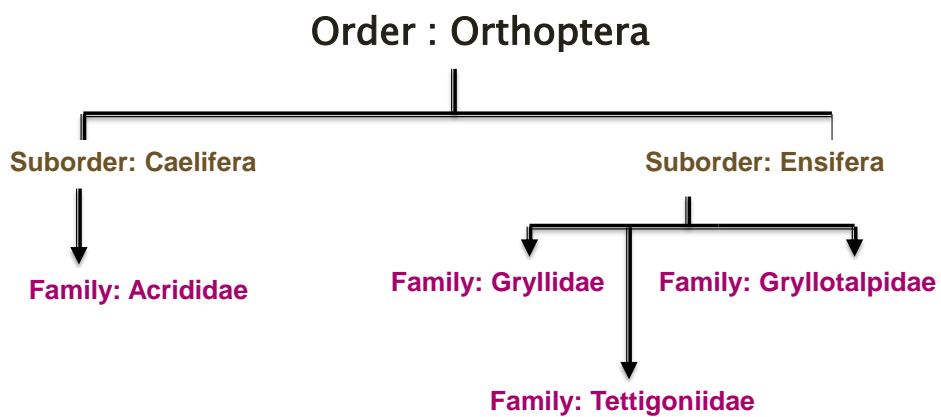 Order : Orthoptera
Suborder: Caelifera
Suborder: Ensifera
Family: Acrididae
Family: Gryllidae
Family: Gryllotalpidae
Family: Tettigoniidae